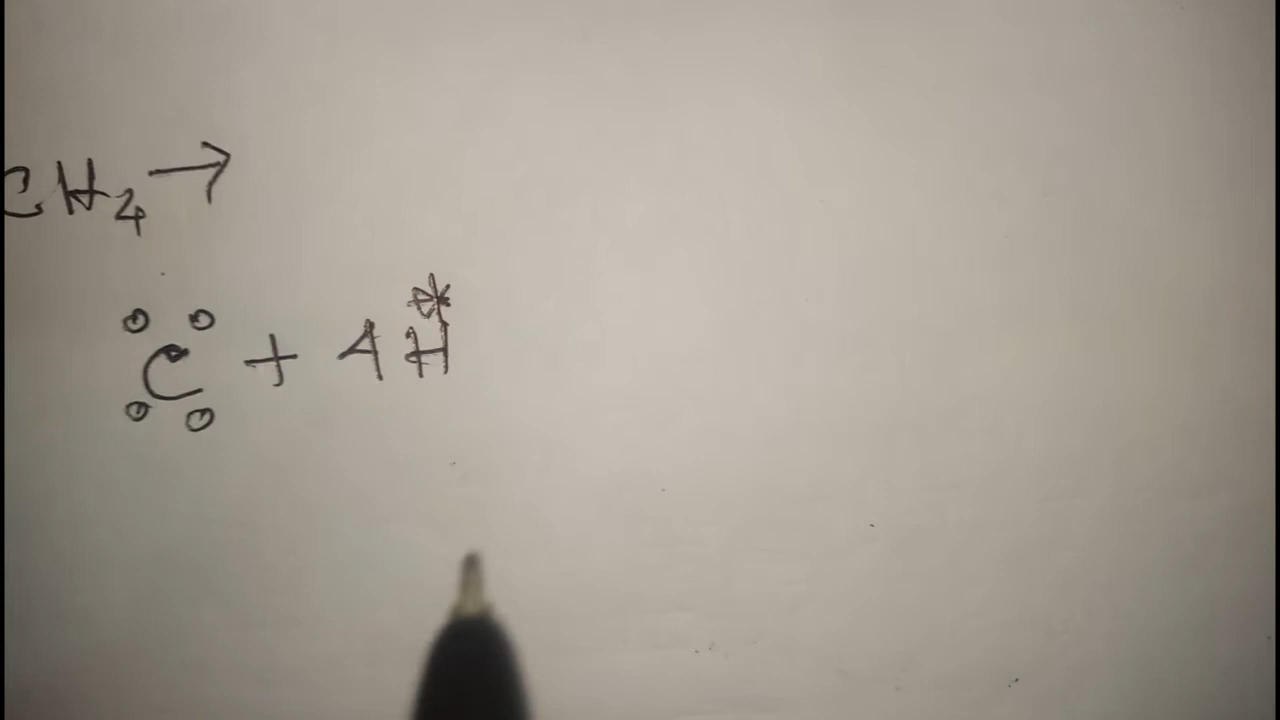 CH₄ →
C + 4H*